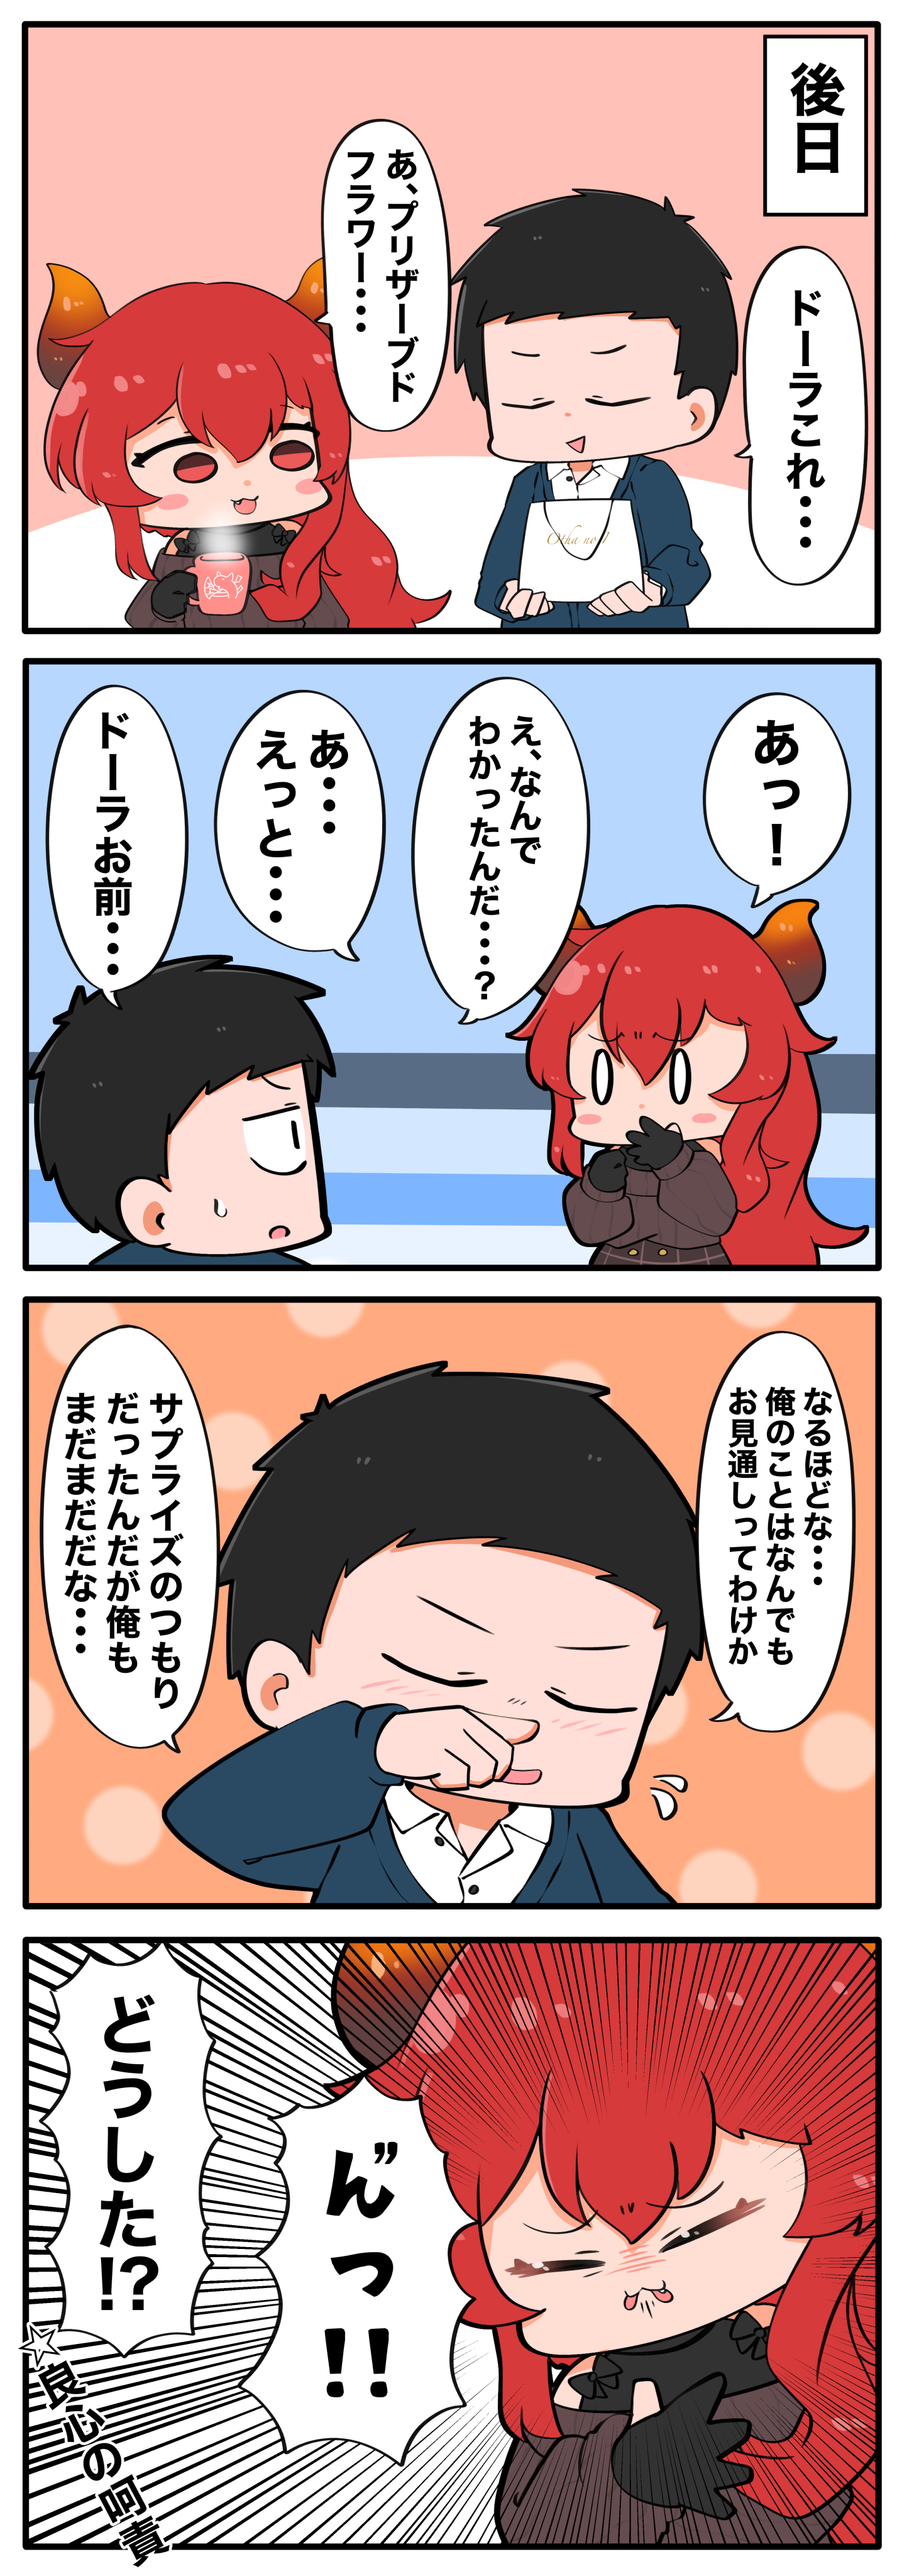 後日
ドーラこれ・・・
Otha no 1
あ、プリザーブド
フラワー・・・
あっ！
え、なんで
わかったんだ・・・・?
あ・・・
えっと・・・
ドーラお前・・・
なるほどな・・・
俺のことはなんでも
お見通しってわけか
サプライズのつもり
だったんだが俺も
まだまだだな・・・
ん゛っ!!
どうした!?
☆良心の呵責